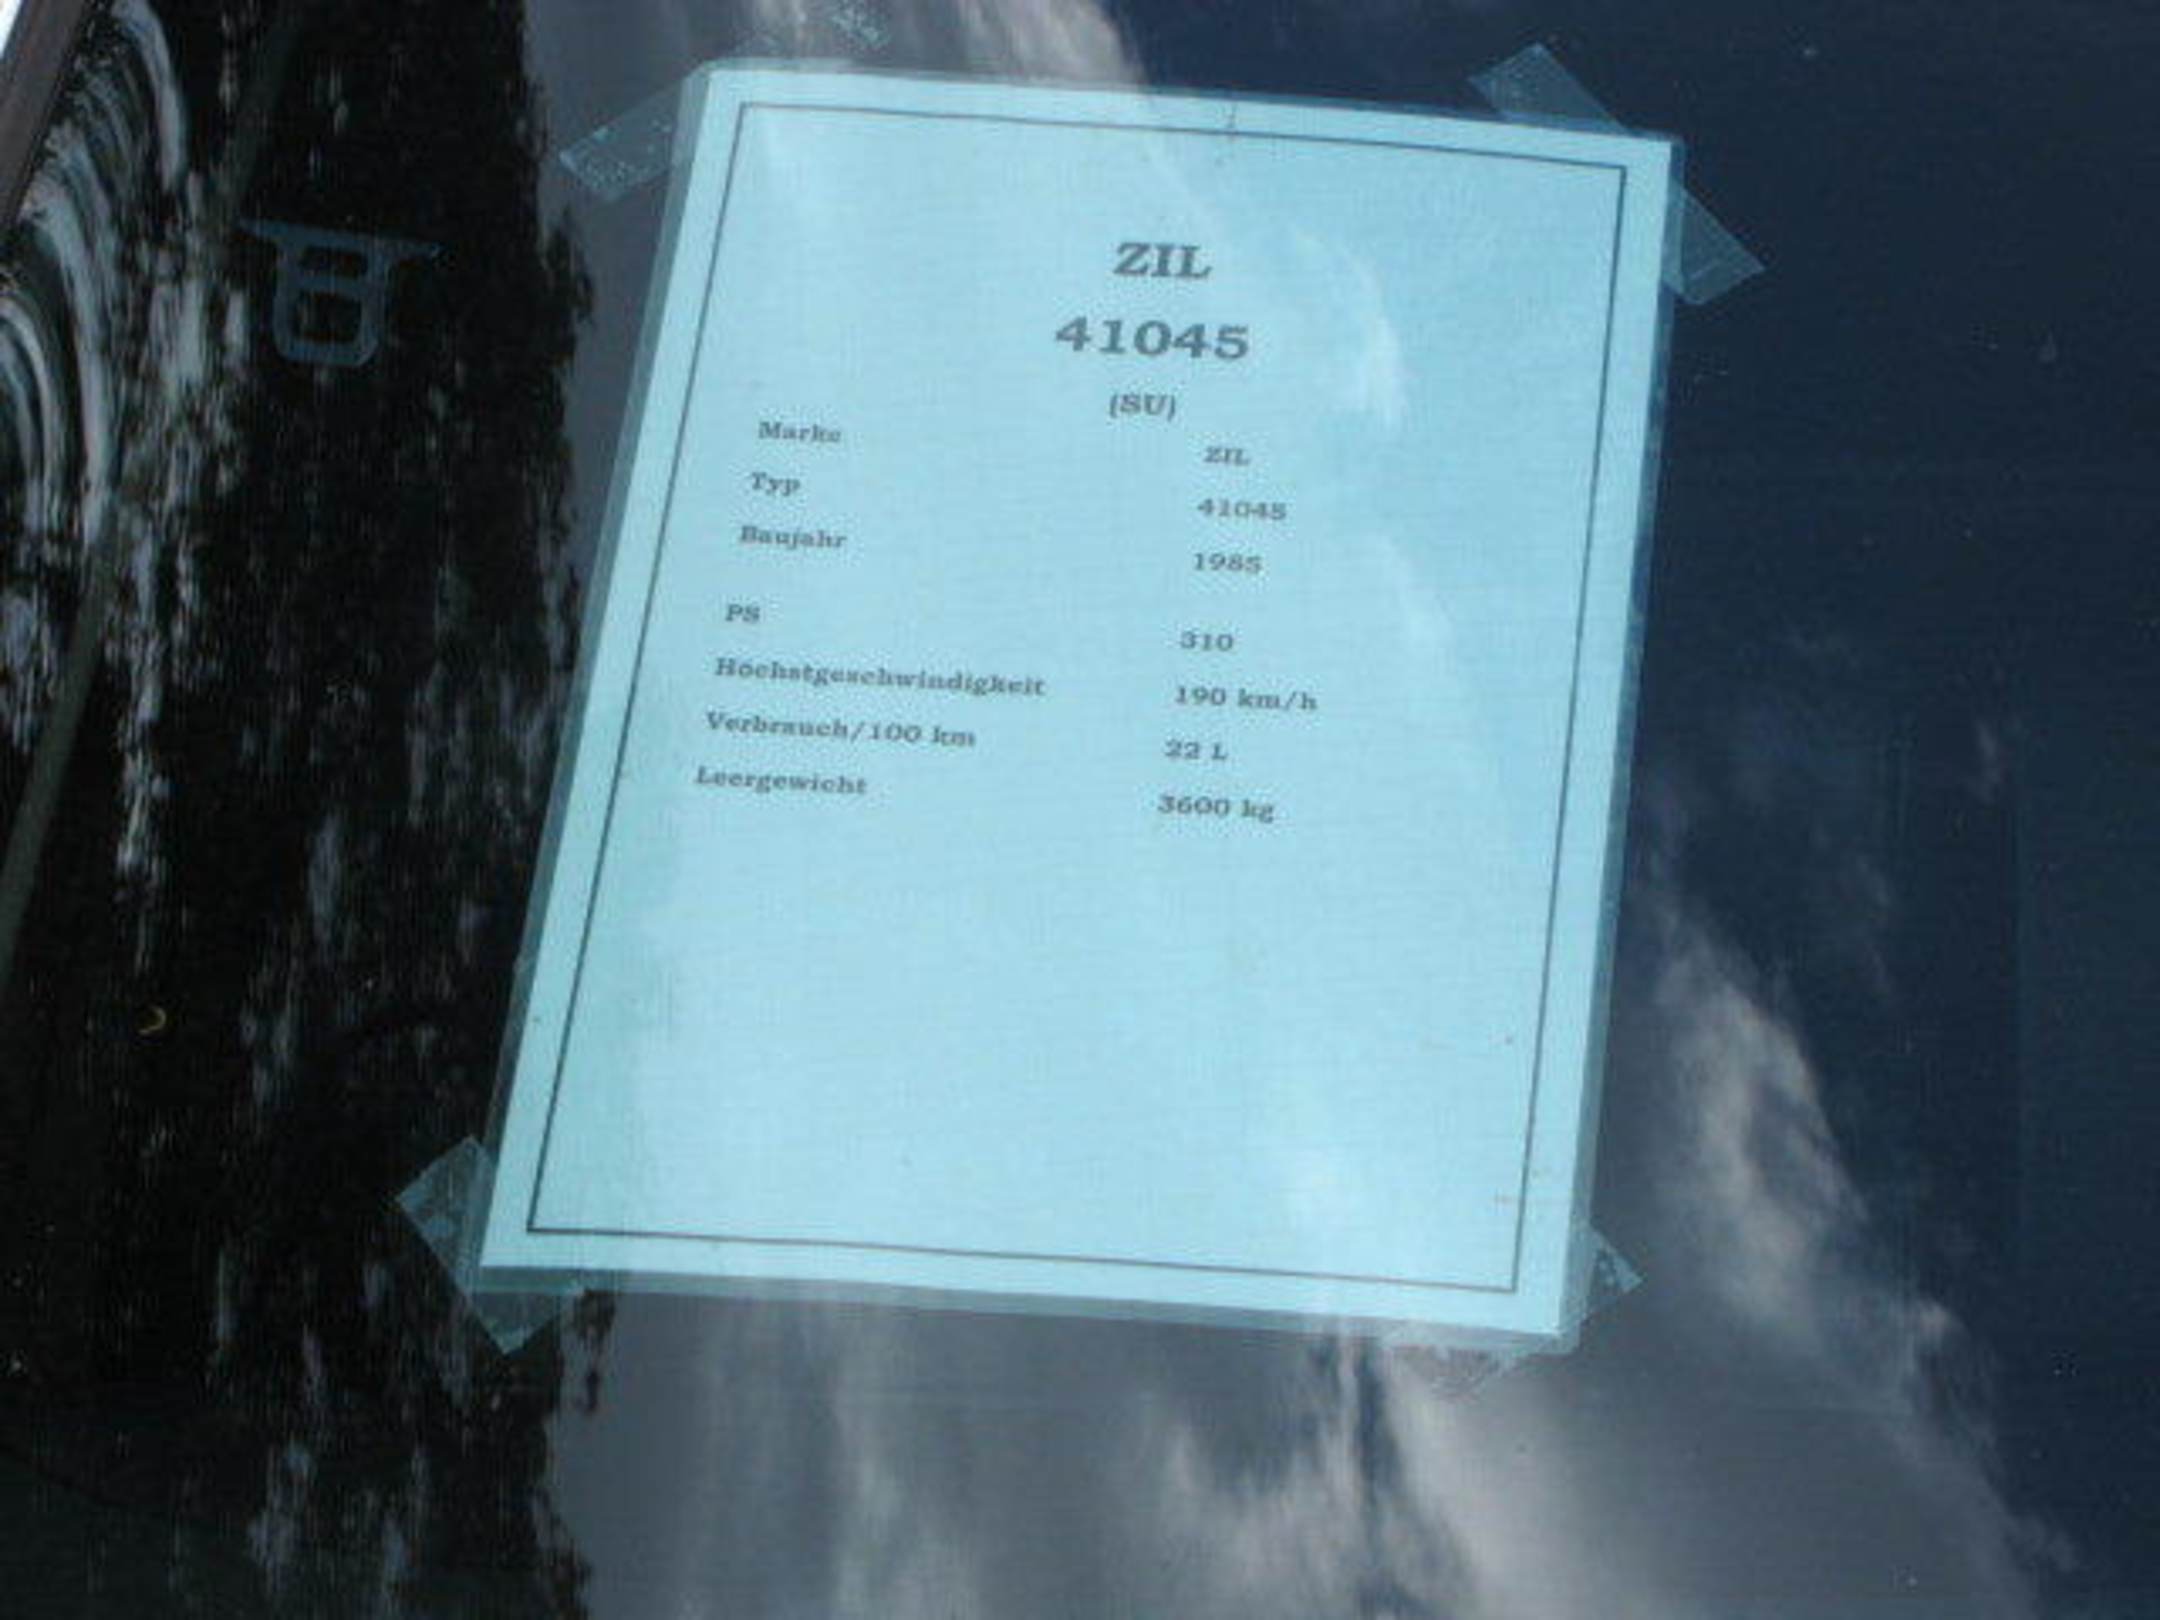 ZIL
41045
(SU)
Marke ZIL
Typ 41045
Baujahr 1985
PS 310
Höchstgeschwindigkeit 190 km/h
Verbrauch/100 km 22 L
Leergewicht 3600 kg